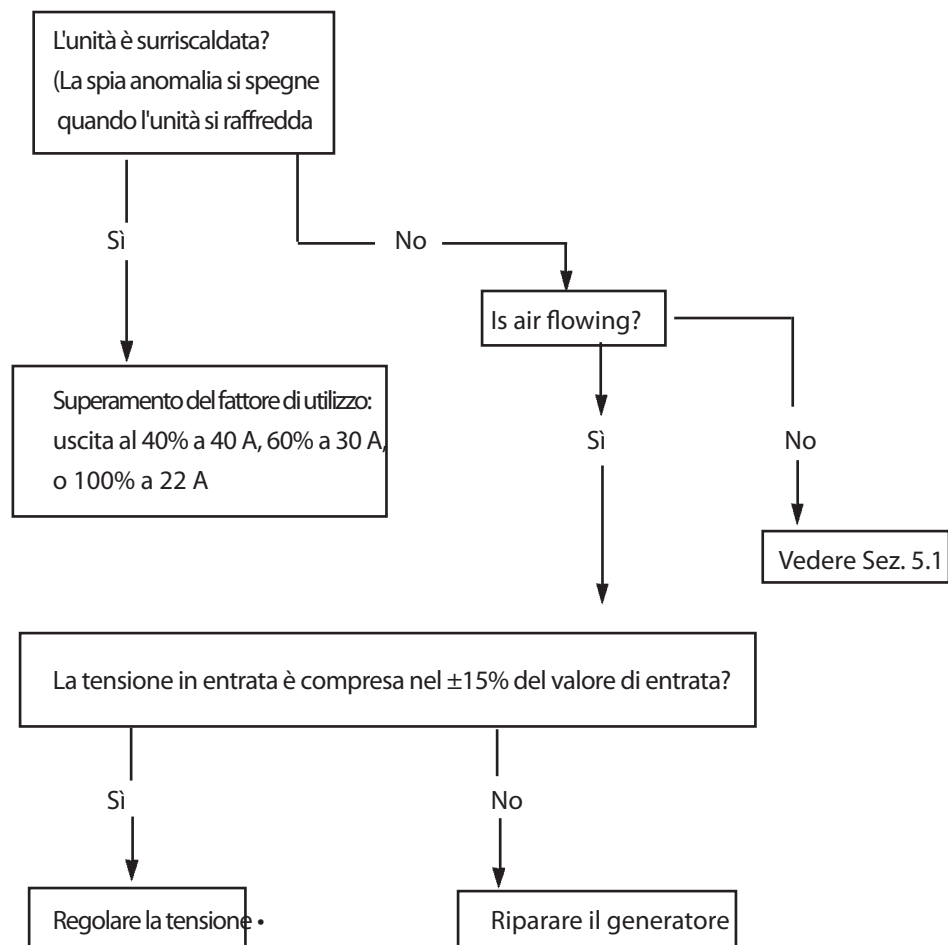 L'unità è surriscaldata?
(La spia anomalia si spegne
quando l'unità si raffredda
Sì
No
Is air flowing?
Superamento del fattore di utilizzo:
uscita al 40% a 40 A, 60% a 30 A,
o 100% a 22 A
Sì
No
Vedere Sez. 5.1
La tensione in entrata è compresa nel ±15% del valore di entrata?
Sì
No
Regolare la tensione •
Riparare il generatore